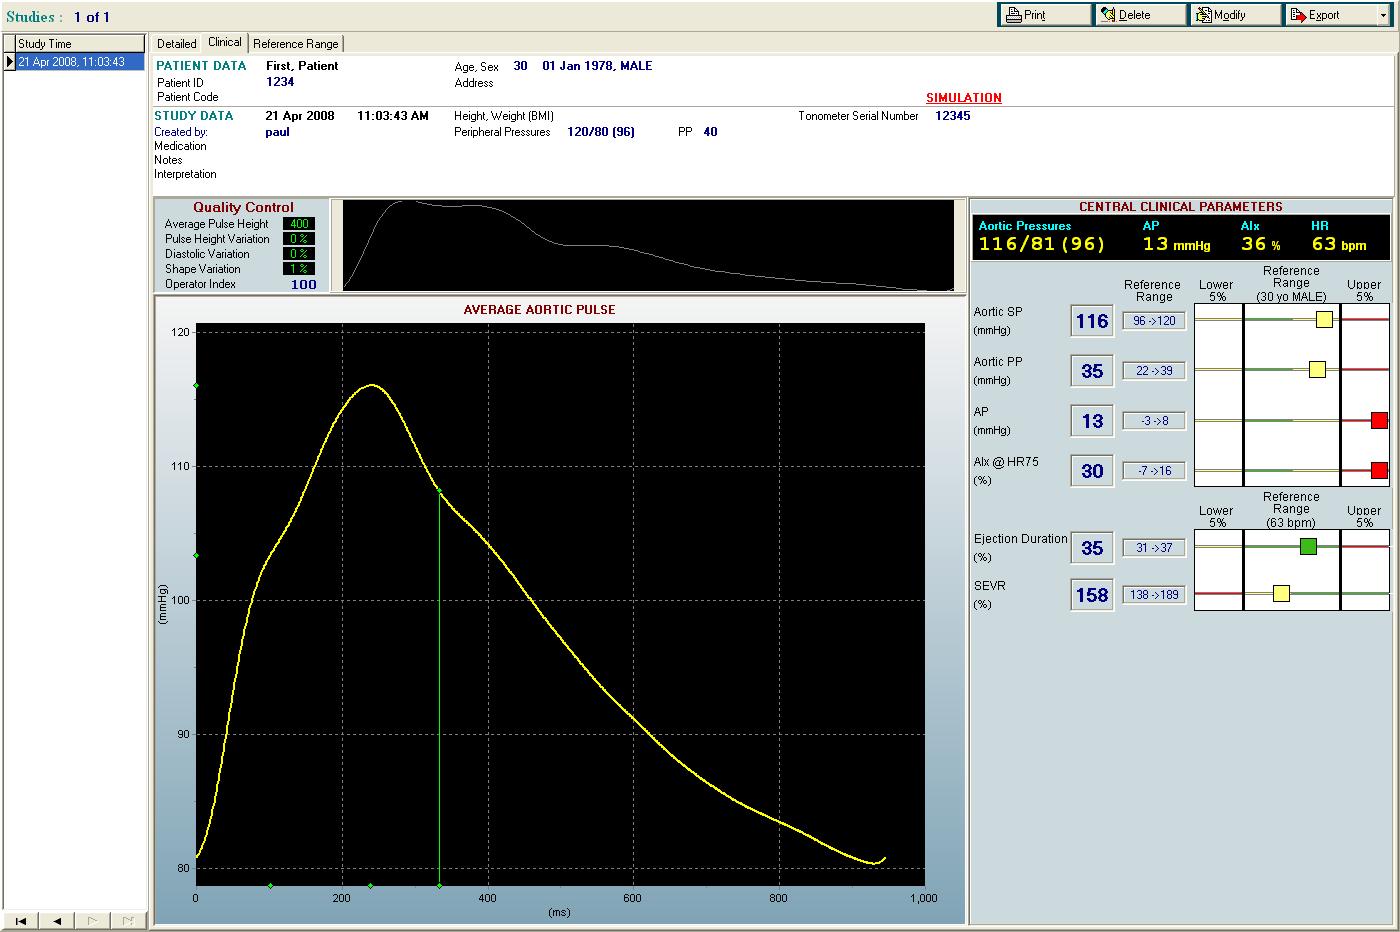 Studies : 1 of 1
Print Delete Modify Export
Study Time
21 Apr 2008, 11:03:43
Detailed Clinical Reference Range
PATIENT DATA First, Patient Age, Sex 30 01 Jan 1978, MALE
Patient ID 1234 Address
Patient Code
SIMULATION
STUDY DATA 21 Apr 2008 11:03:43 AM Height, Weight (BMI) Tonometer Serial Number 12345
Created by: paul Peripheral Pressures 120/80 (96) PP 40
Medication
Notes
Interpretation
Quality Control
Average Pulse Height 400
Pulse Height Variation 0 %
Diastolic Variation 0 %
Shape Variation 1 %
Operator Index 100
AVERAGE AORTIC PULSE
120
110
100
90
80
(mmHg)
0 200 400 600 800 1,000
(ms)
CENTRAL CLINICAL PARAMETERS
Aortic Pressures AP AIx HR
116/81 (96) 13 mmHg 36 % 63 bpm
Reference
Range
Lower
5%
Reference
Range
(30 yo MALE)
Upper
5%
Aortic SP
(mmHg)
116 96 ->120
Aortic PP
(mmHg)
35 22 ->39
AP
(mmHg)
13 -3 ->8
AIx @ HR75
(%)
30 -7 ->16
Lower
5%
Reference
Range
(63 bpm)
Upper
5%
Ejection Duration
(%)
35 31 ->37
SEVR
(%)
158 138 ->189